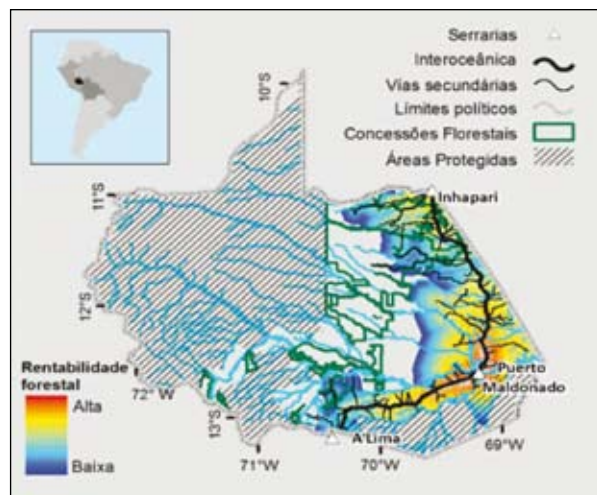 Serrarias
Interoceânica
Vias secundárias
Límites políticos
Concessões Florestais
Áreas Protegidas
10°S
11°S
Inhapari
12°S
Rentabilidade
forestal
Alta
Baixa
72° W
13°S
Puerto
Maldonado
A'Lima
71°W
70°W
69°W